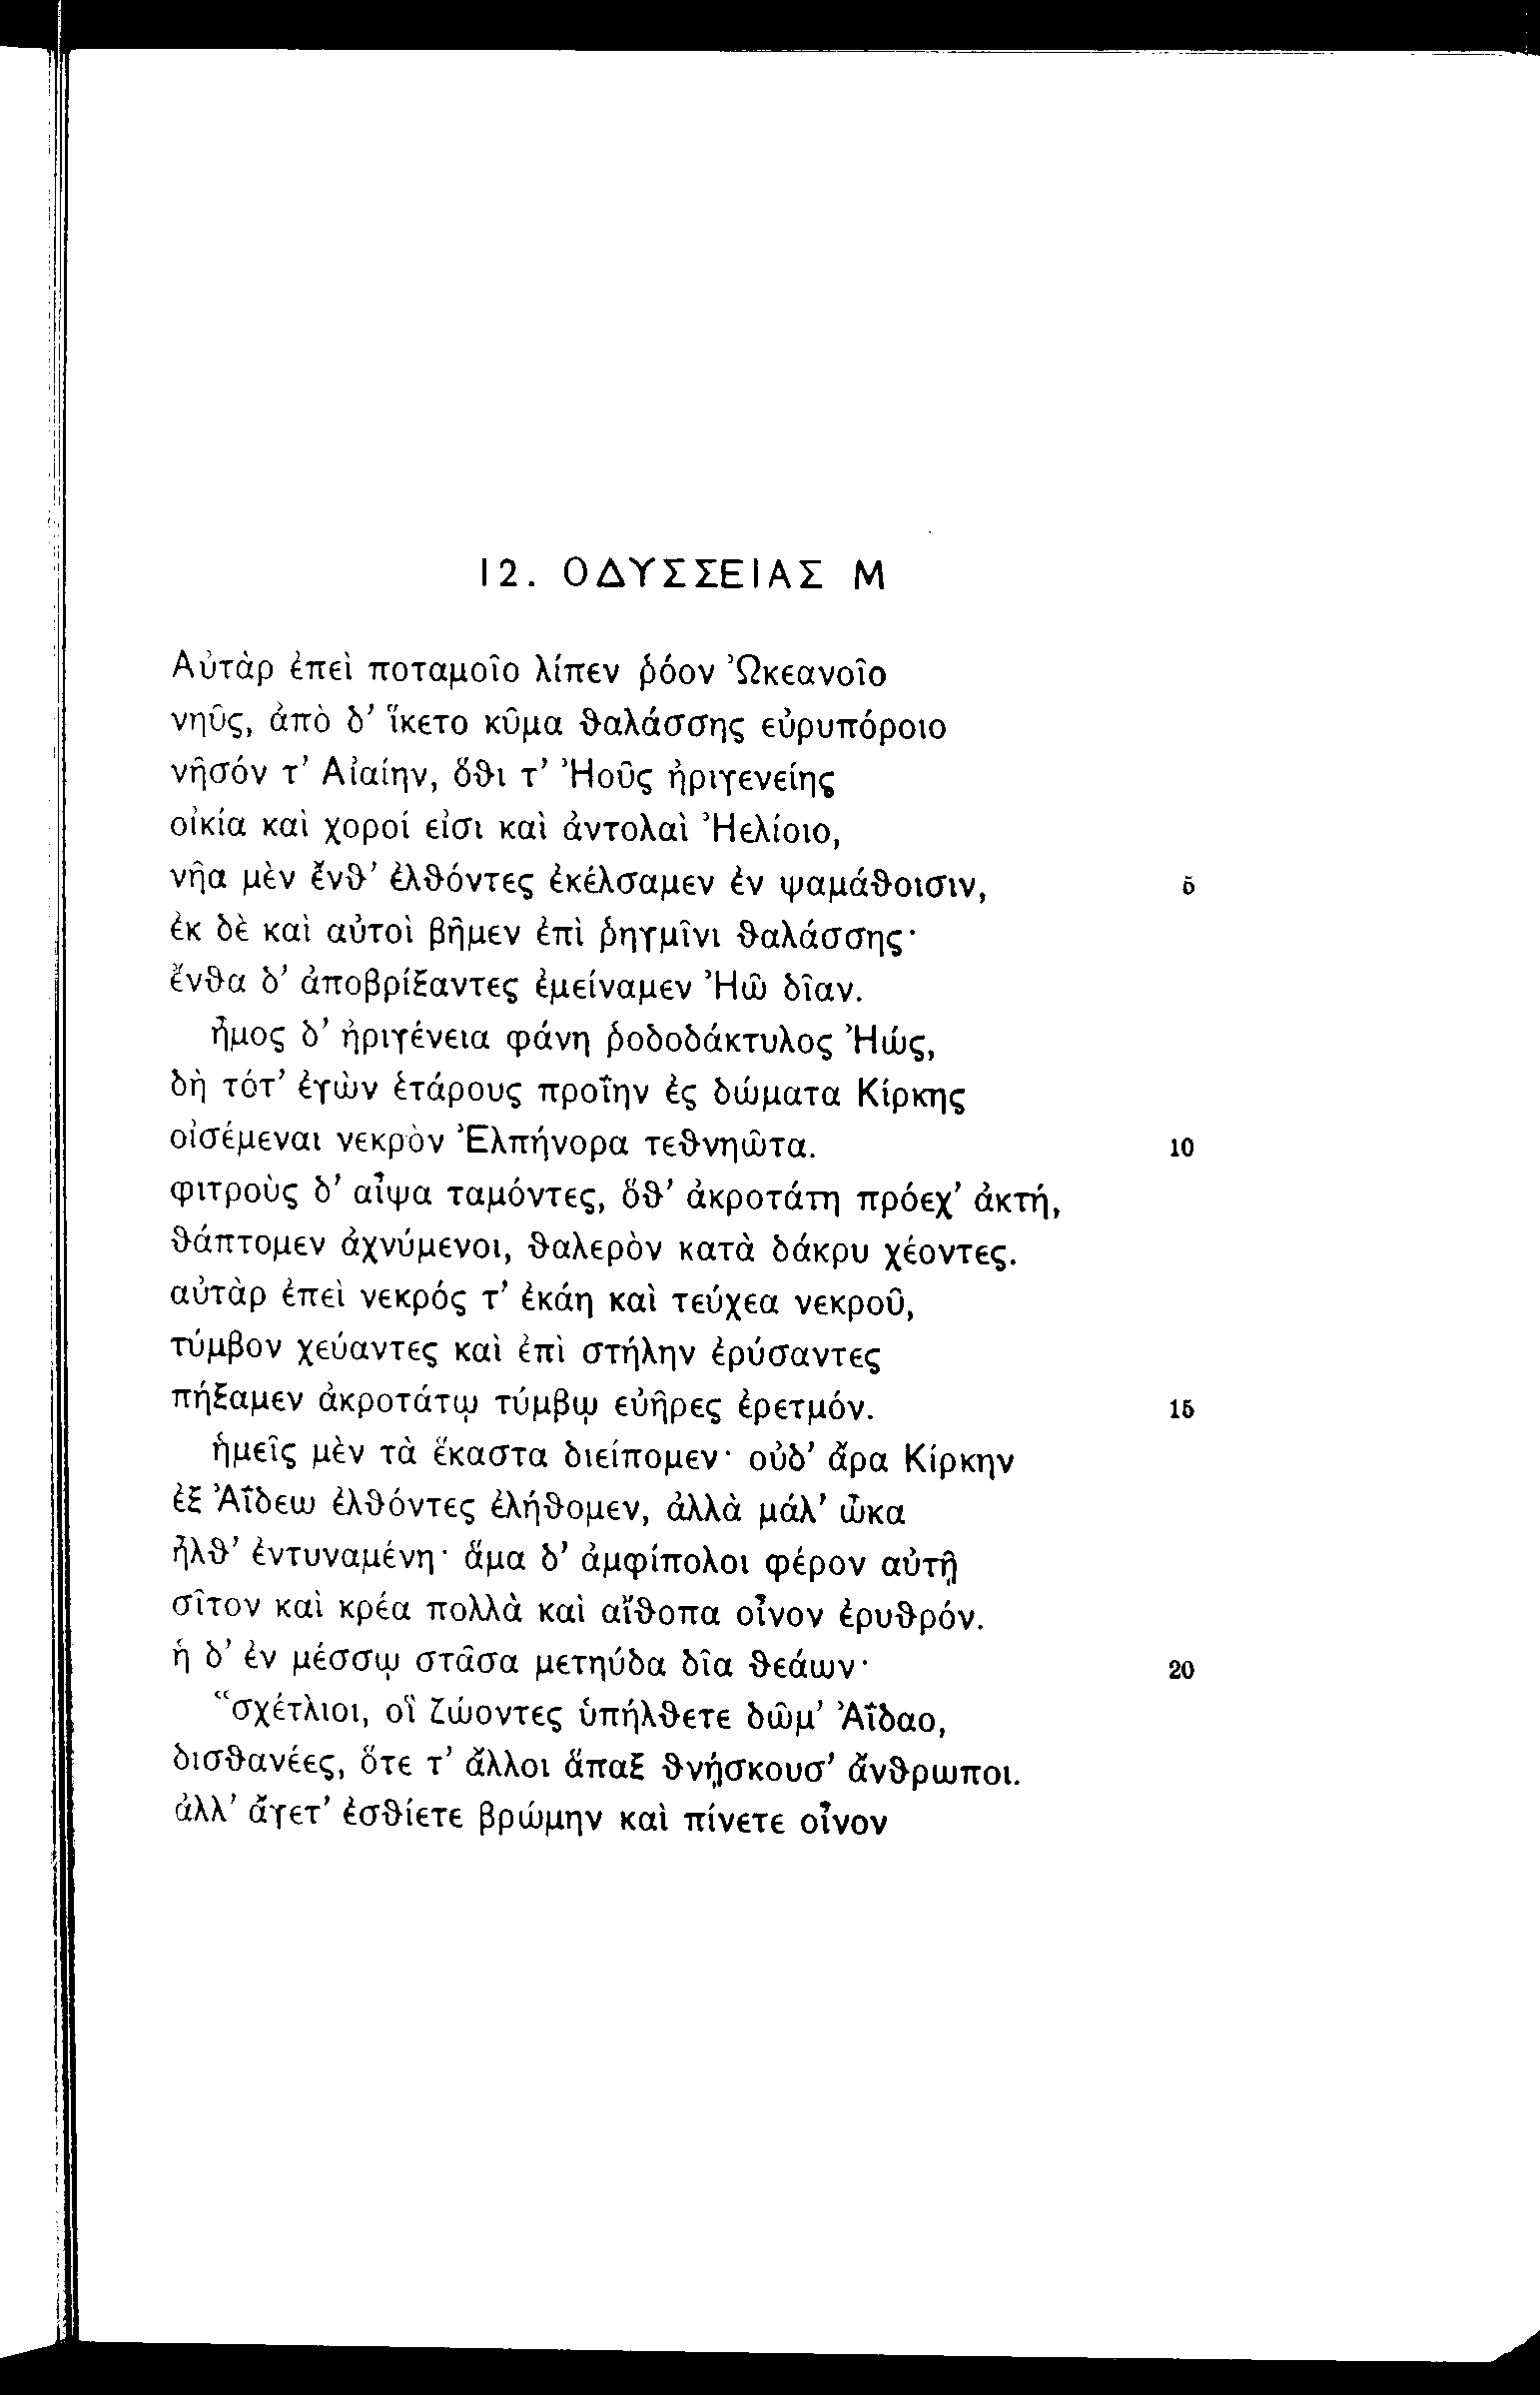 12. ΟΔΥΣΣΕΙΑΣ Μ
Αὐτὰρ ἐπεὶ ποταμοῖο λίπεν ῥόον Ὠκεανοῖο
νηῦς, ἀπὸ δ’ ἵκετο κῦμα θαλάσσης εὐρυπόροιο
νῆσόν τ’ Αἰαίην, ὅθι τ’ Ἠοῦς ἠριγενείης
οἰκία καὶ χοροί εἰσι καὶ ἀντολαὶ Ἠελίοιο,
νῆα μὲν ἔνθ’ ἐλθόντες ἐκέλσαμεν ἐν ψαμάθοισιν, 5
ἐκ δὲ καὶ αὐτοὶ βῆμεν ἐπὶ ῥηγμῖνι θαλάσσης·
ἔνθα δ’ ἀποβρίξαντες ἐμείναμεν Ἠῶ δῖαν.
ἦμος δ’ ἠριγένεια φάνη ῥοδοδάκτυλος Ἠώς,
δὴ τότ’ ἐγὼν ἑτάρους προΐην ἐς δώματα Κίρκης
οἰσέμεναι νεκρὸν Ἐλπήνορα τεθνηῶτα. 10
φιτροὺς δ’ αἶψα ταμόντες, ὅθ’ ἀκροτάτη πρόεχ’ ἀκτή,
θάπτομεν ἀχνύμενοι, θαλερὸν κατὰ δάκρυ χέοντες.
αὐτὰρ ἐπεὶ νεκρός τ’ ἐκάη καὶ τεύχεα νεκροῦ,
τύμβον χεύαντες καὶ ἐπὶ στήλην ἐρύσαντες
πήξαμεν ἀκροτάτῳ τύμβῳ εὐῆρες ἐρετμόν. 15
ἡμεῖς μὲν τὰ ἕκαστα διείπομεν· οὐδ’ ἄρα Κίρκην
ἐξ Ἀΐδεω ἐλθόντες ἐλήθομεν, ἀλλὰ μάλ’ ὦκα
ἦλθ’ ἐντυναμένη· ἅμα δ’ ἀμφίπολοι φέρον αὐτῇ
σῖτον καὶ κρέα πολλὰ καὶ αἴθοπα οἶνον ἐρυθρόν.
ἡ δ’ ἐν μέσσῳ στᾶσα μετηύδα δῖα θεάων· 20
“σχέτλιοι, οἳ ζώοντες ὑπήλθετε δῶμ’ Ἀΐδαο,
δισθανέες, ὅτε τ’ ἄλλοι ἅπαξ θνῄσκουσ’ ἄνθρωποι.
ἀλλ’ ἄγετ’ ἐσθίετε βρώμην καὶ πίνετε οἶνον